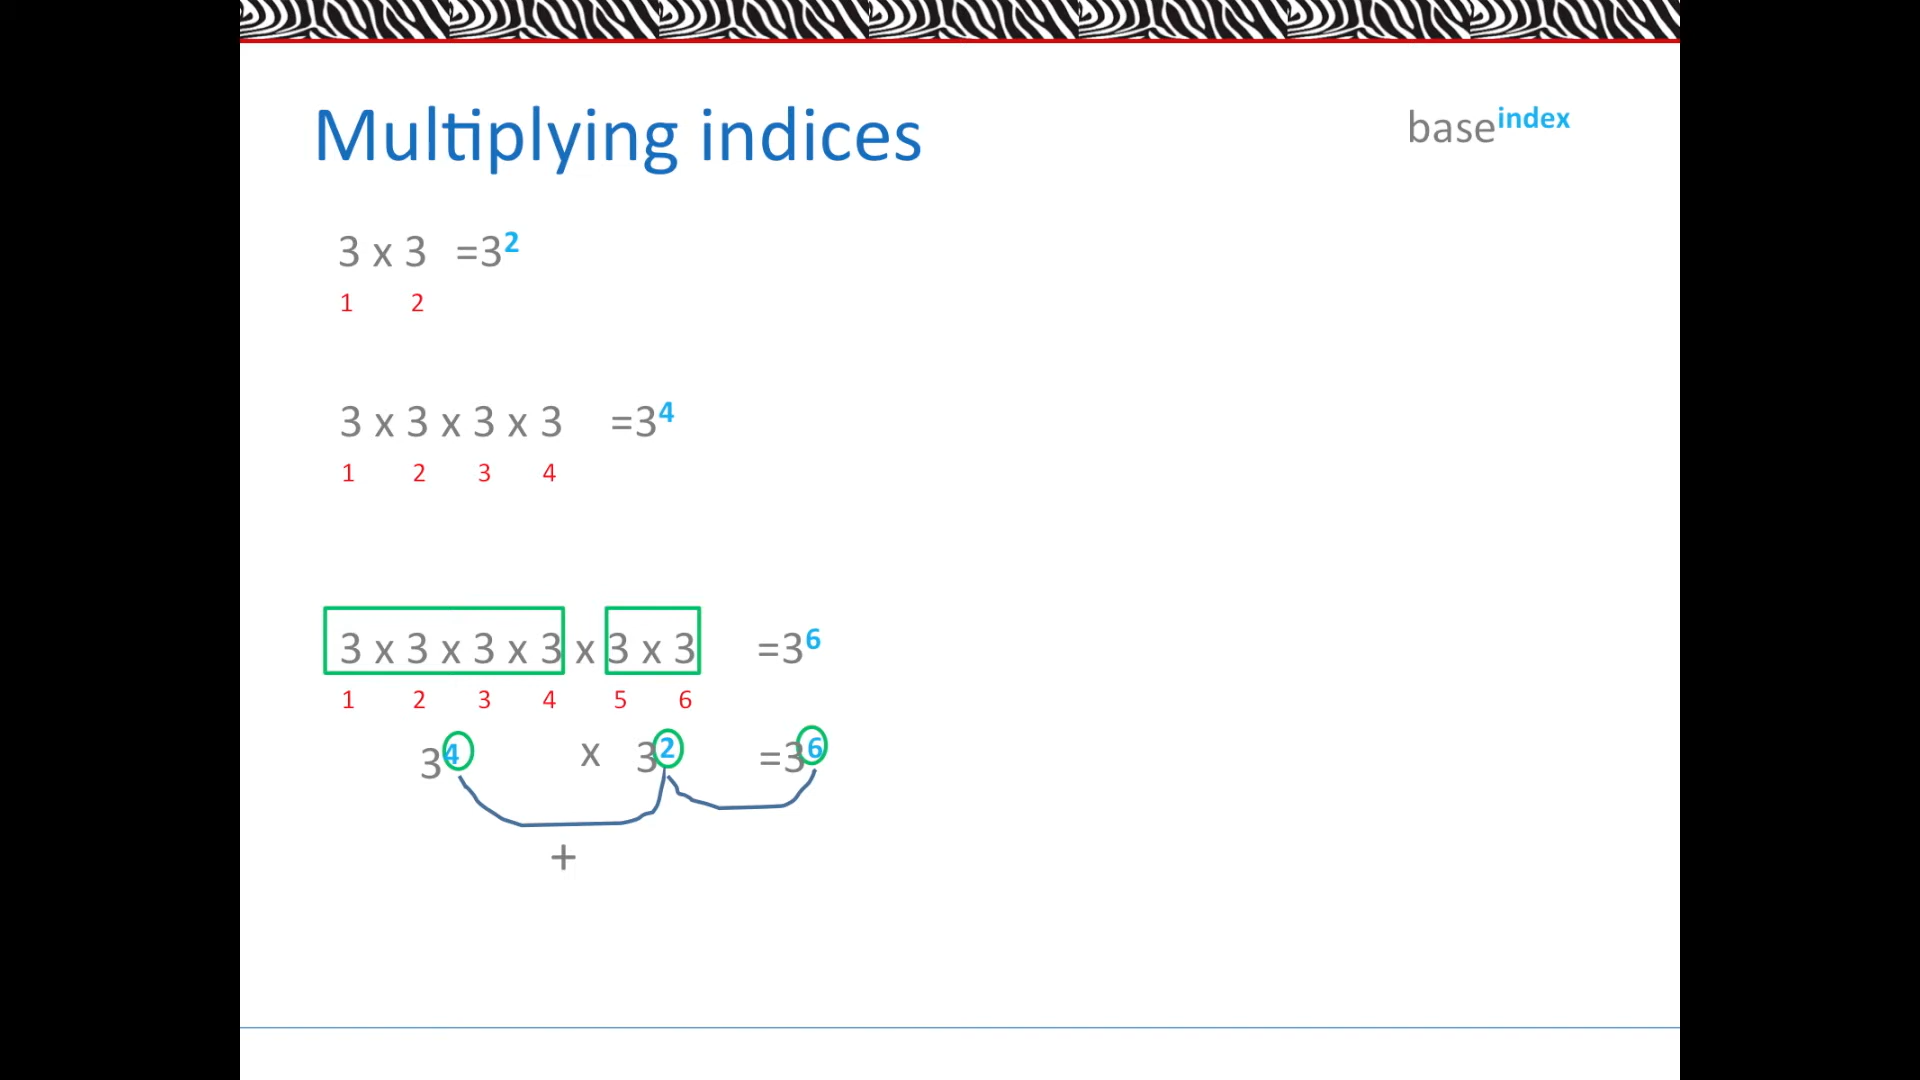 Multiplying indices
base^index
3 x 3 =3²
1 2
3 x 3 x 3 x 3 =3⁴
1 2 3 4
3 x 3 x 3 x 3 x 3 x 3 =3⁶
1 2 3 4 5 6
3⁴ x 3² =3⁶
+